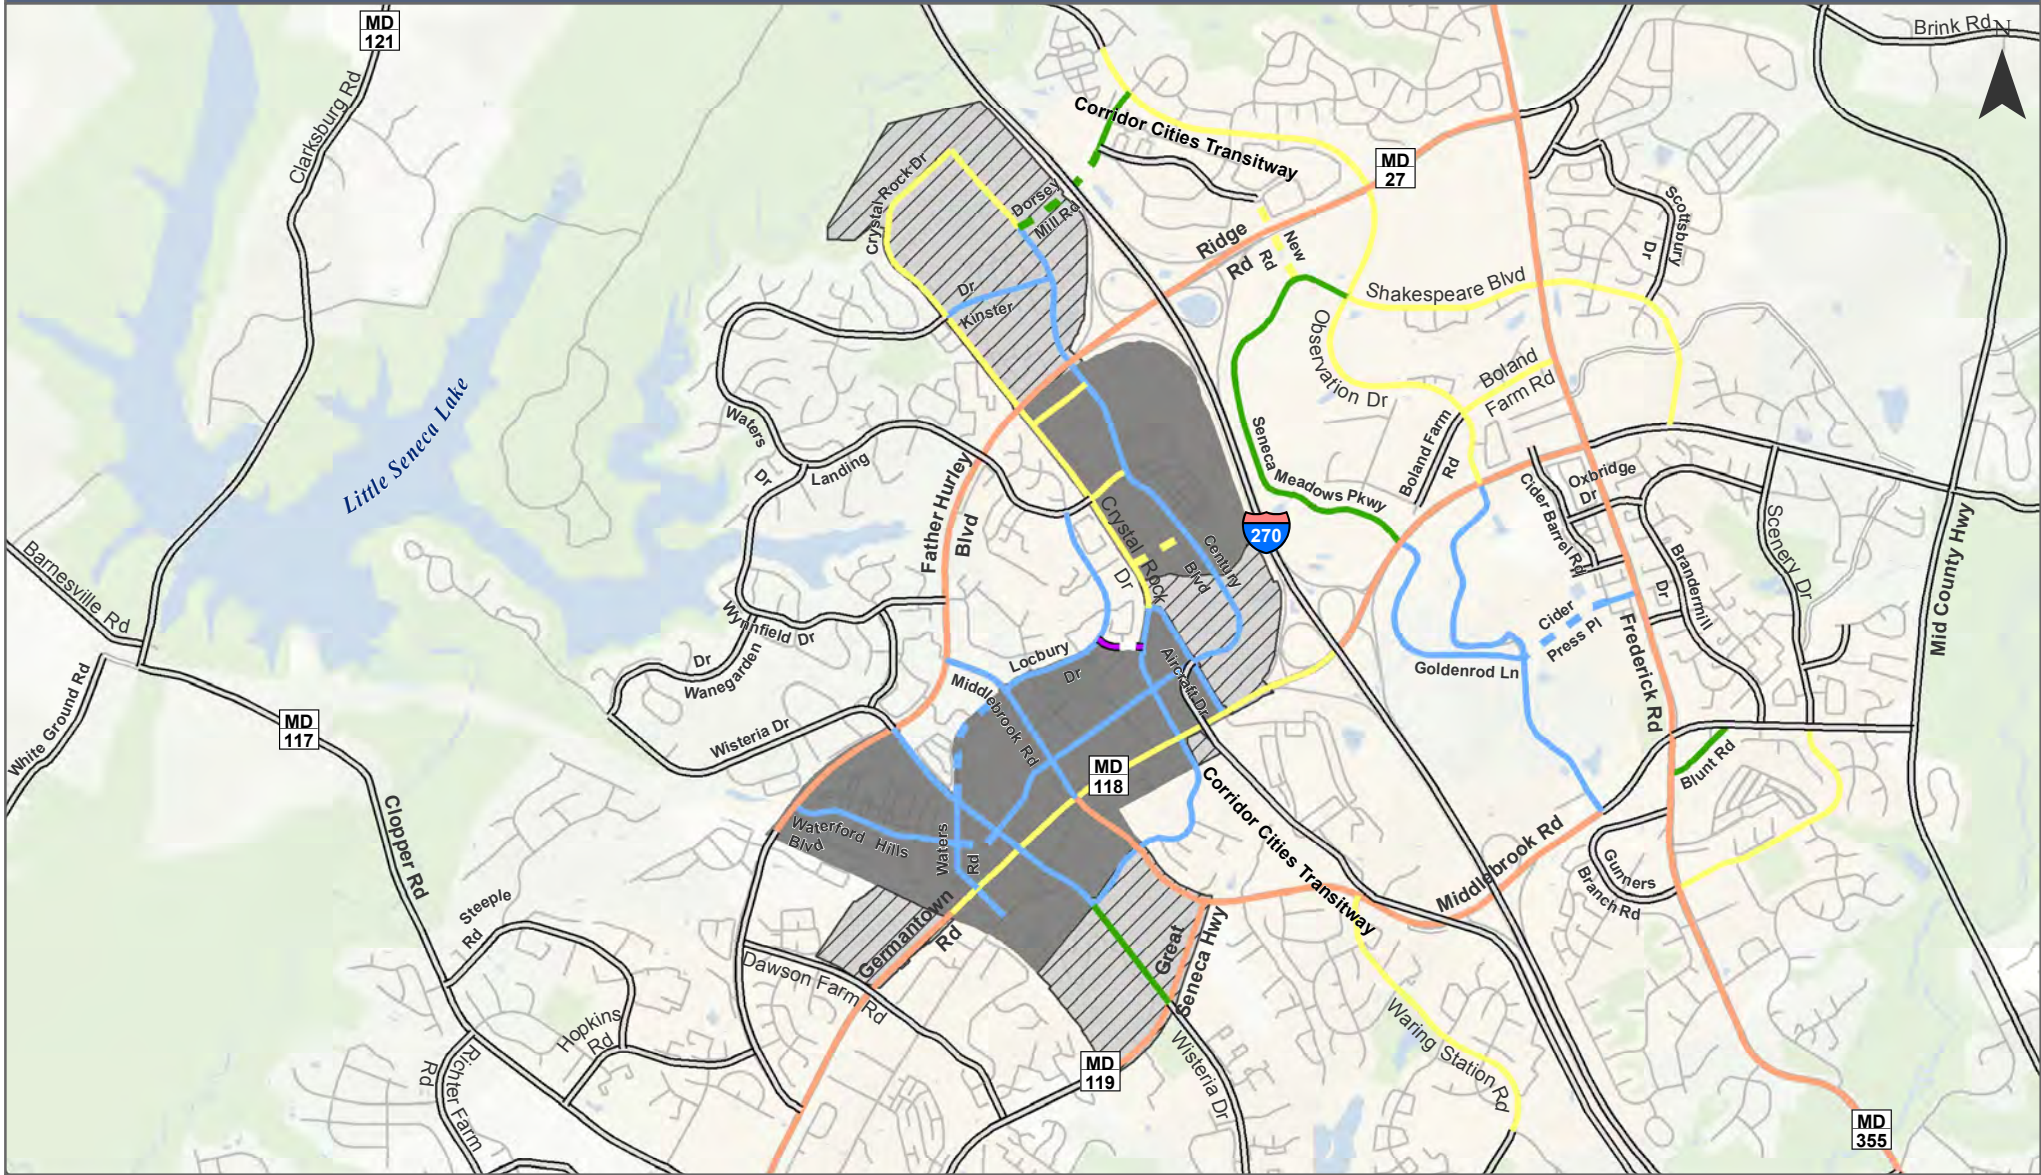 MD
121
Brink Rd
N
Clarksburg Rd
Corridor Cities Transitway
MD
27
Crystal Rock Dr
Dorsey
Mill Rd
Scottsbury
Dr
Ridge
Rd
New
Rd
Shakespeare Blvd
Dr
Kinster
Observation Dr
Boland
Farm Rd
Little Seneca Lake
Waters
Dr
Landing
Father Hurley
Blvd
Seneca
Meadows Pkwy
Boland Farm
Rd
Oxbridge
Dr
Cider Barrel Rd
Scenery Dr
Mid County Hwy
Crystal Rock
Dr
270
Century
Blvd
Barnesville Rd
Brandermill
Dr
Wynnfield Dr
Dr
Wanegarden
Locbury
Dr
Aircraft Dr
Cider
Press Pl
Goldenrod Ln
Frederick Rd
White Ground Rd
MD
117
Wisteria Dr
Middlebrook Rd
MD
118
Blunt Rd
Corridor Cities Transitway
Clopper Rd
Waterford Hills
Blvd
Waters
Rd
Middlebrook Rd
Gunners
Branch Rd
Steeple
Rd
Germantown
Rd
Great
Seneca Hwy
Dawson Farm Rd
Hopkins
Rd
Richter Farm
Rd
MD
119
Wisteria Dr
Waring Station Rd
MD
355